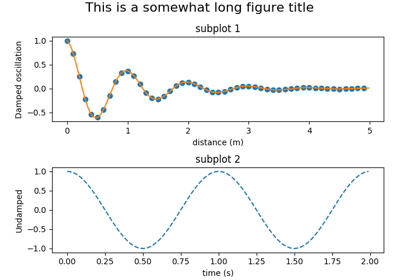 This is a somewhat long figure title
subplot 1
1.0
0.5
0.0
−0.5
Damped oscillation
0 1 2 3 4 5
distance (m)
subplot 2
1.0
0.5
0.0
−0.5
−1.0
Undamped
0.00 0.25 0.50 0.75 1.00 1.25 1.50 1.75 2.00
time (s)